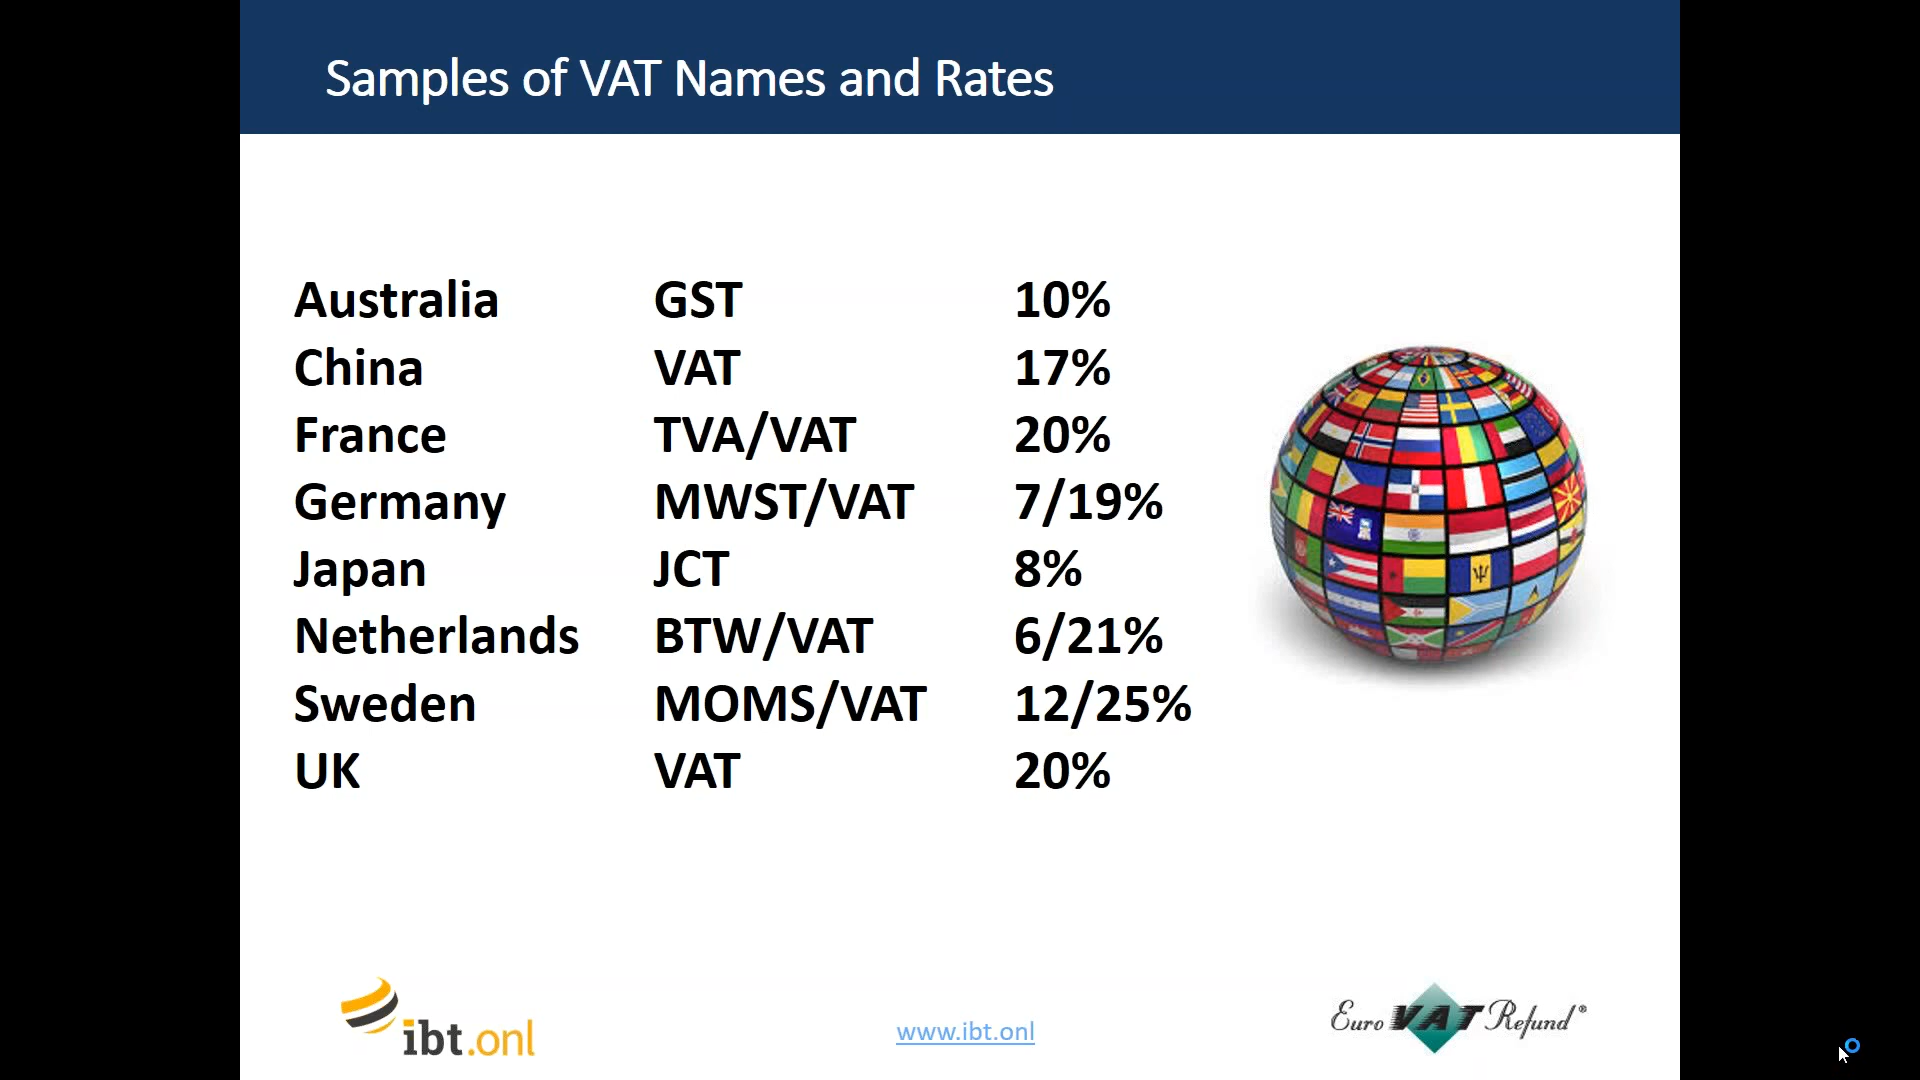 Samples of VAT Names and Rates
Australia GST 10%
China VAT 17%
France TVA/VAT 20%
Germany MWST/VAT 7/19%
Japan JCT 8%
Netherlands BTW/VAT 6/21%
Sweden MOMS/VAT 12/25%
UK VAT 20%
ibt.onl
www.ibt.onl
Euro VAT Refund®